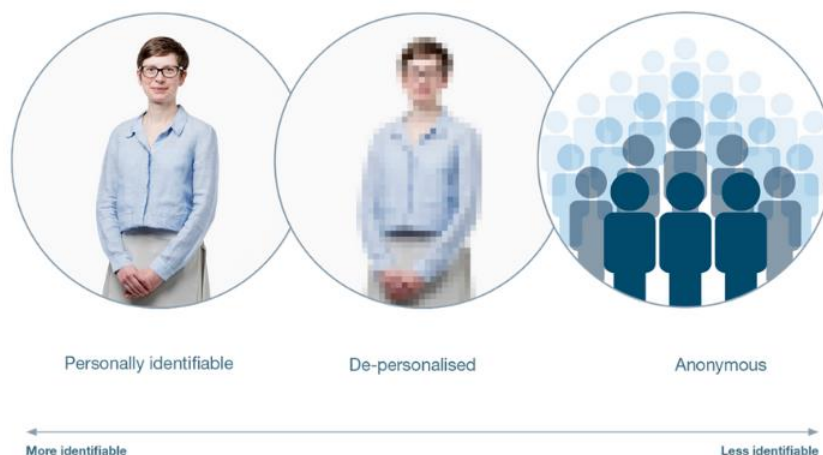 Personally identifiable
De-personalised
Anonymous
More identifiable
Less identifiable